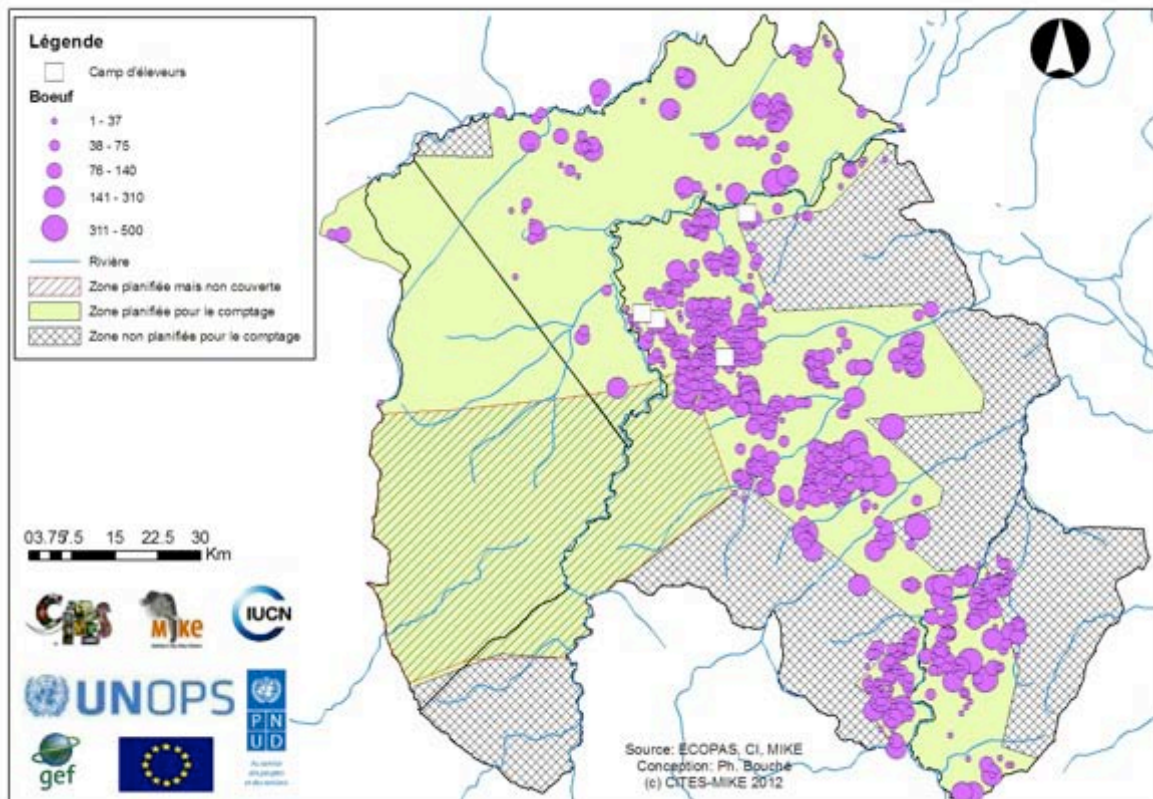 Légende
Camp d'éleveurs
Boeuf
1 - 37
38 - 75
76 - 140
141 - 310
311 - 500
Rivière
Zone planifiée mais non couverte
Zone planifiée pour le comptage
Zone non planifiée pour le comptage
03.757.5 15 22.5 30
Km
MIKE
IUCN
UNOPS
P N
U D
gef
Source: ECOPAS, CI, MIKE
Conception: Ph. Bouché
(c) CITES-MIKE 2012